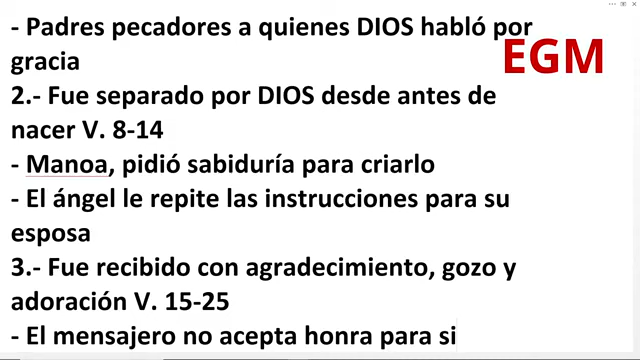 - Padres pecadores a quienes DIOS habló por
gracia
EGM
2.- Fue separado por DIOS desde antes de
nacer V. 8-14
- Manoa, pidió sabiduría para criarlo
- El ángel le repite las instrucciones para su
esposa
3.- Fue recibido con agradecimiento, gozo y
adoración V. 15-25
- El mensajero no acepta honra para si